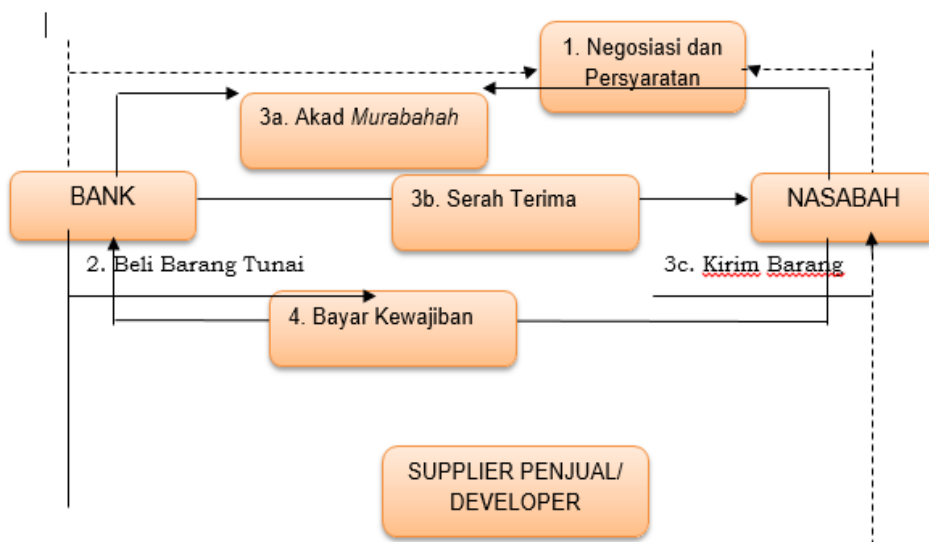 1. Negosiasi dan
Persyaratan
3a. Akad Murabahah
BANK
3b. Serah Terima
NASABAH
2. Beli Barang Tunai
3c. Kirim Barang
4. Bayar Kewajiban
SUPPLIER PENJUAL/
DEVELOPER